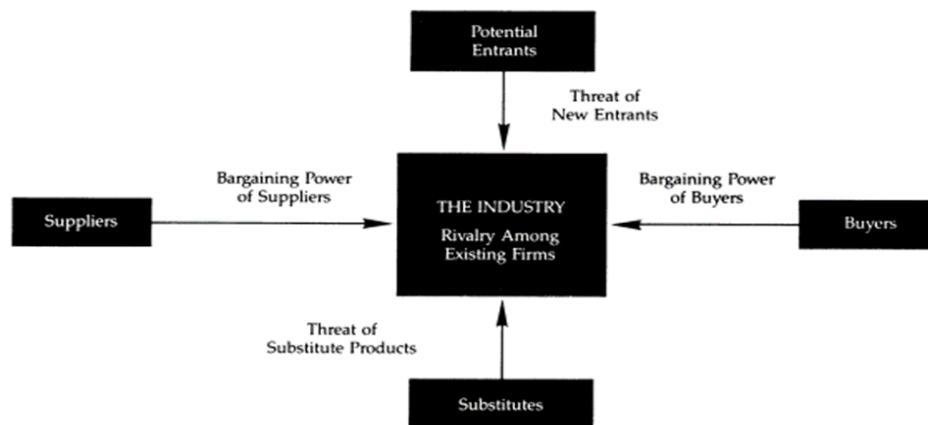 Potential
Entrants
Threat of
New Entrants
Bargaining Power
of Suppliers
Bargaining Power
of Buyers
Suppliers
THE INDUSTRY
Rivalry Among
Existing Firms
Buyers
Threat of
Substitute Products
Substitutes